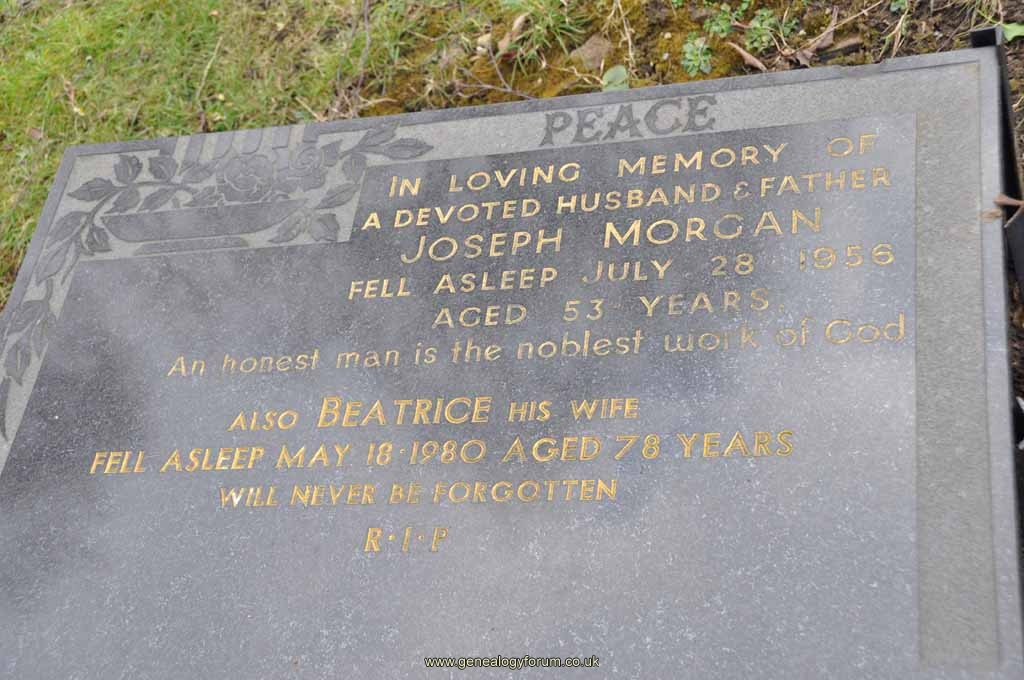 PEACE
IN LOVING MEMORY OF
A DEVOTED HUSBAND & FATHER
JOSEPH MORGAN
FELL ASLEEP JULY 28 1956
AGED 53 YEARS.
An honest man is the noblest work of God
ALSO BEATRICE HIS WIFE
FELL ASLEEP MAY 18·1980 AGED 78 YEARS
WILL NEVER BE FORGOTTEN
R·I·P
www.genealogyforum.co.uk